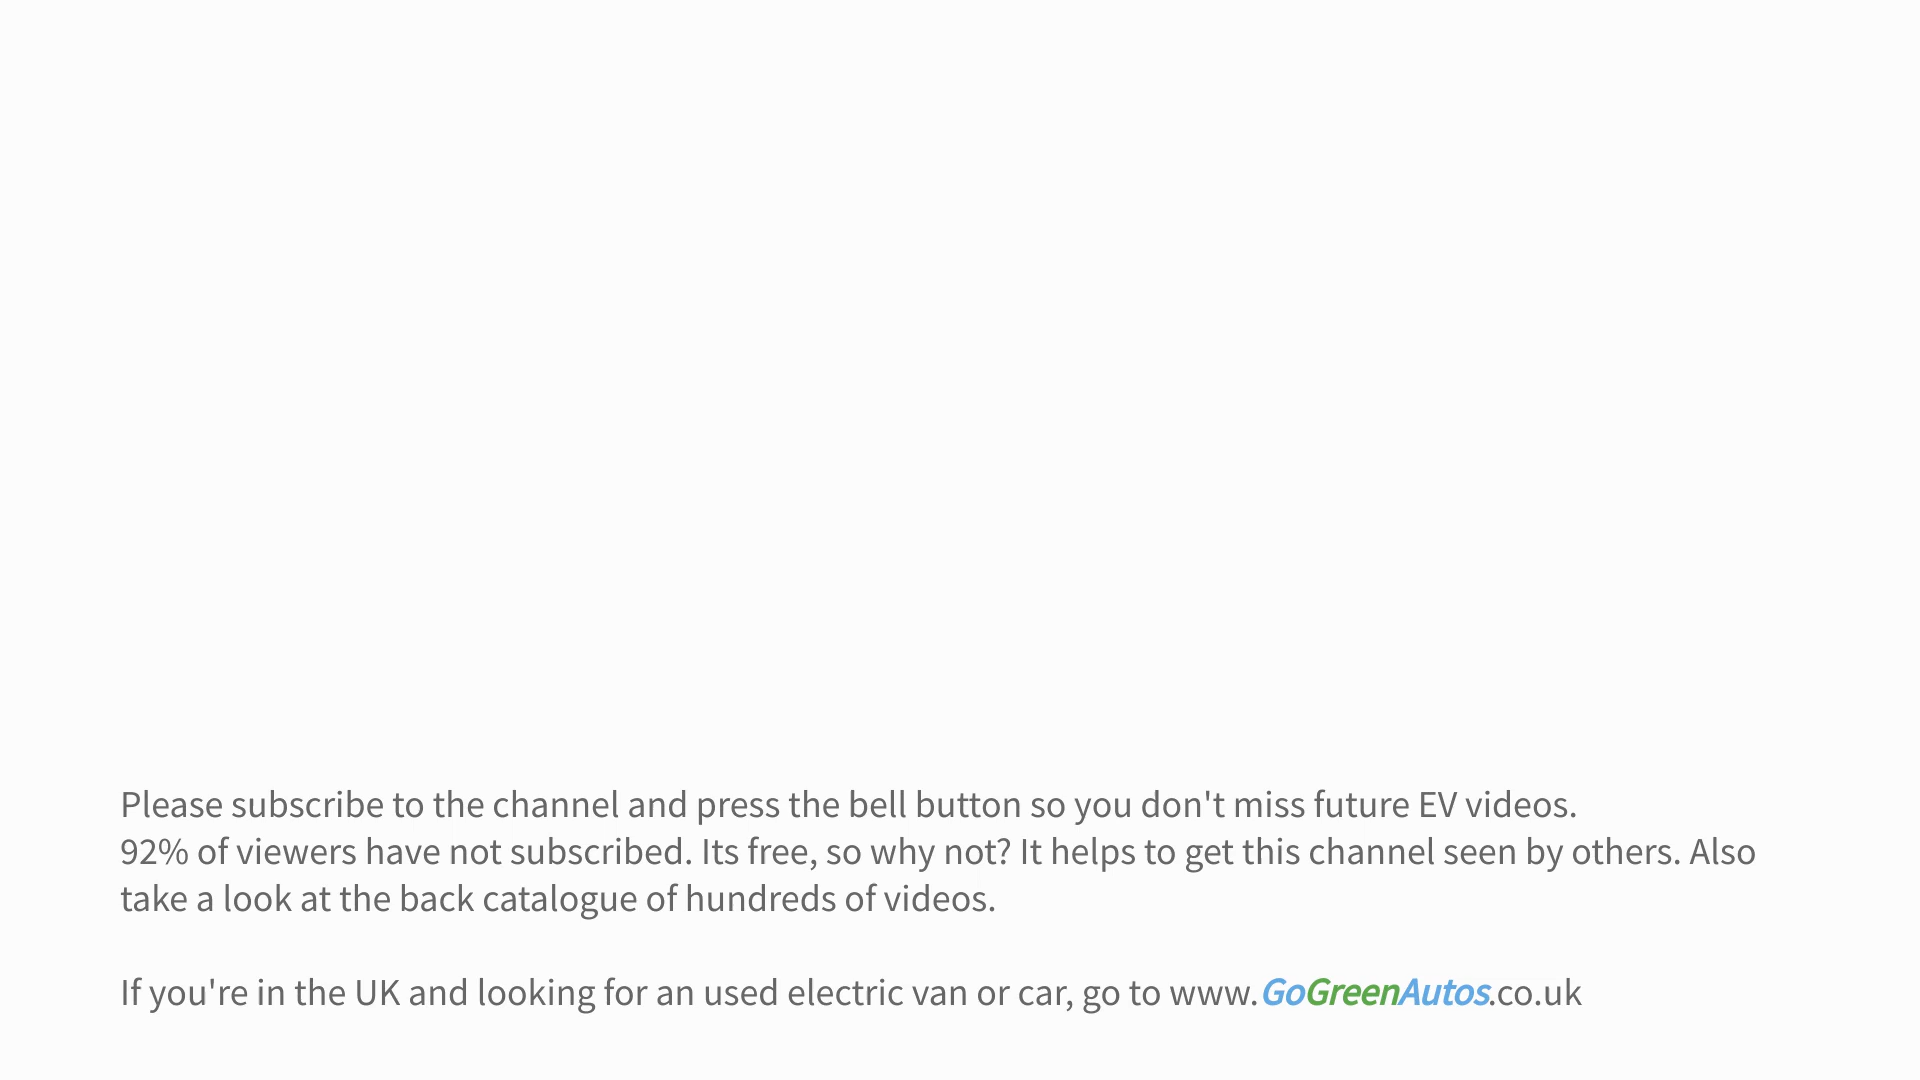 Please subscribe to the channel and press the bell button so you don't miss future EV videos.
92% of viewers have not subscribed. Its free, so why not? It helps to get this channel seen by others. Also
take a look at the back catalogue of hundreds of videos.
If you're in the UK and looking for an used electric van or car, go to www.GoGreenAutos.co.uk